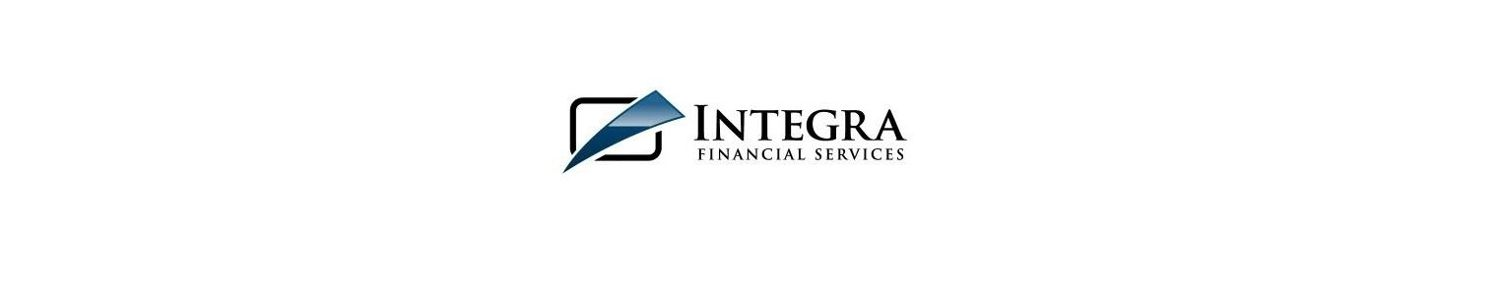 INTEGRA
FINANCIAL SERVICES